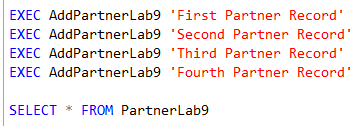 EXEC AddPartnerLab9 'First Partner Record'
EXEC AddPartnerLab9 'Second Partner Record'
EXEC AddPartnerLab9 'Third Partner Record'
EXEC AddPartnerLab9 'Fourth Partner Record'
SELECT * FROM PartnerLab9